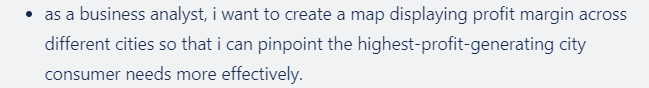 • as a business analyst, i want to create a map displaying profit margin across
different cities so that i can pinpoint the highest-profit-generating city
consumer needs more effectively.